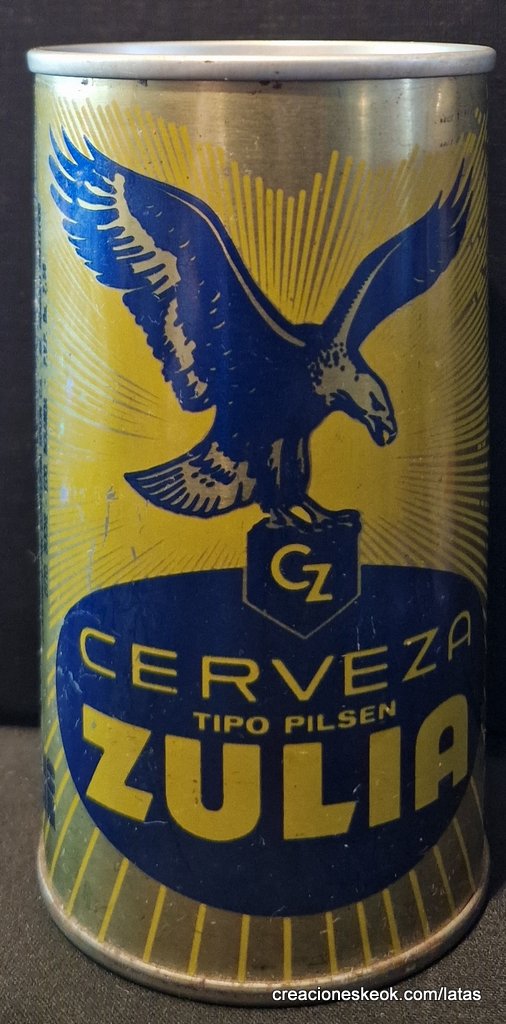 CZ
CERVEZA
TIPO PILSEN
ZULIA
creacioneskeok.com/latas